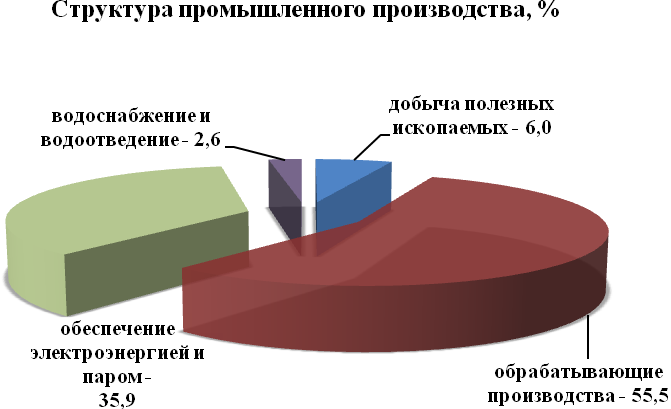 Структура промышленного производства, %
водоснабжение и
водоотведение - 2,6
добыча полезных
ископаемых - 6,0
обеспечение
электроэнергией и
паром -
35,9
обрабатывающие
производства - 55,5